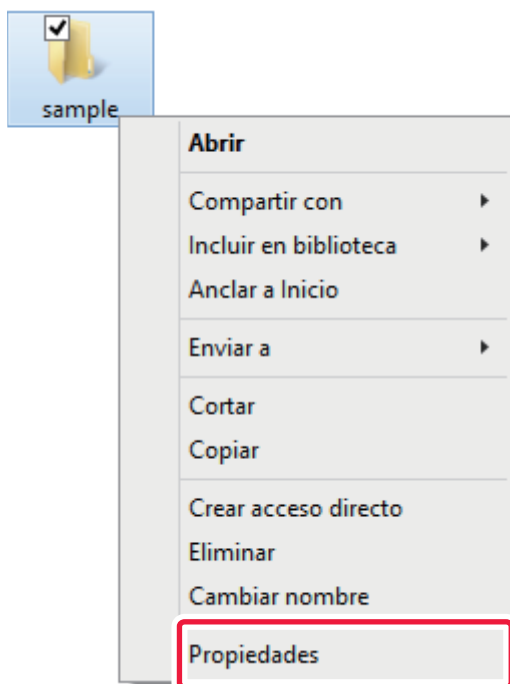 sample
Abrir
Compartir con
Incluir en biblioteca
Anclar a Inicio
Enviar a
Cortar
Copiar
Crear acceso directo
Eliminar
Cambiar nombre
Propiedades